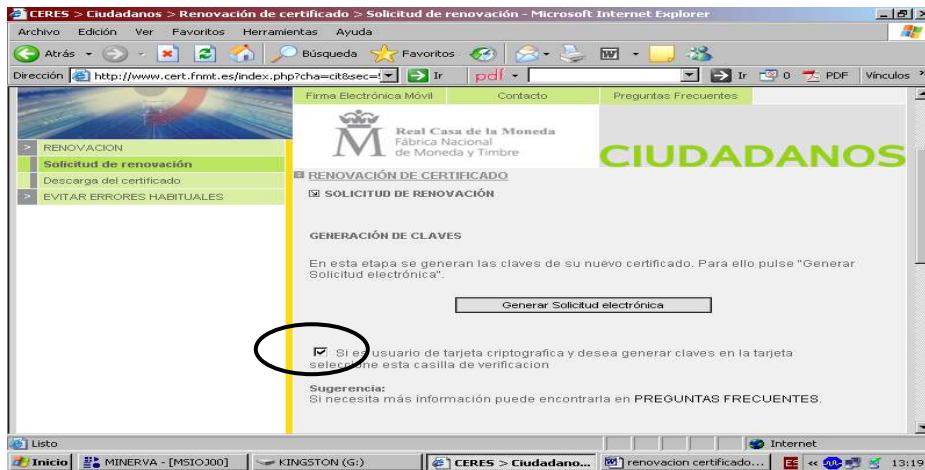 CERES > Ciudadanos > Renovación de certificado > Solicitud de renovación - Microsoft Internet Explorer
Archivo Edición Ver Favoritos Herramientas Ayuda
Atrás Búsqueda Favoritos
Dirección http://www.cert.fnmt.es/index.php?cha=cit&sec= Ir pdf Ir 0 PDF Vínculos »
Firma Electrónica Móvil Contacto Preguntas Frecuentes
Real Casa de la Moneda
Fábrica Nacional
de Moneda y Timbre
CIUDADANOS
> RENOVACION
Solicitud de renovación
Descarga del certificado
> EVITAR ERRORES HABITUALES
RENOVACIÓN DE CERTIFICADO
SOLICITUD DE RENOVACIÓN
GENERACIÓN DE CLAVES
En esta etapa se generan las claves de su nuevo certificado. Para ello pulse "Generar
Solicitud electrónica".
Generar Solicitud electrónica
Si es usuario de tarjeta criptografica y desea generar claves en la tarjeta
seleccione esta casilla de verificacion
Sugerencia:
Si necesita más información puede encontrarla en PREGUNTAS FRECUENTES.
Listo Internet
Inicio MINERVA - [MSIOJ00] KINGSTON (G:) CERES > Ciudadano... renovacion certificado... « 13:19